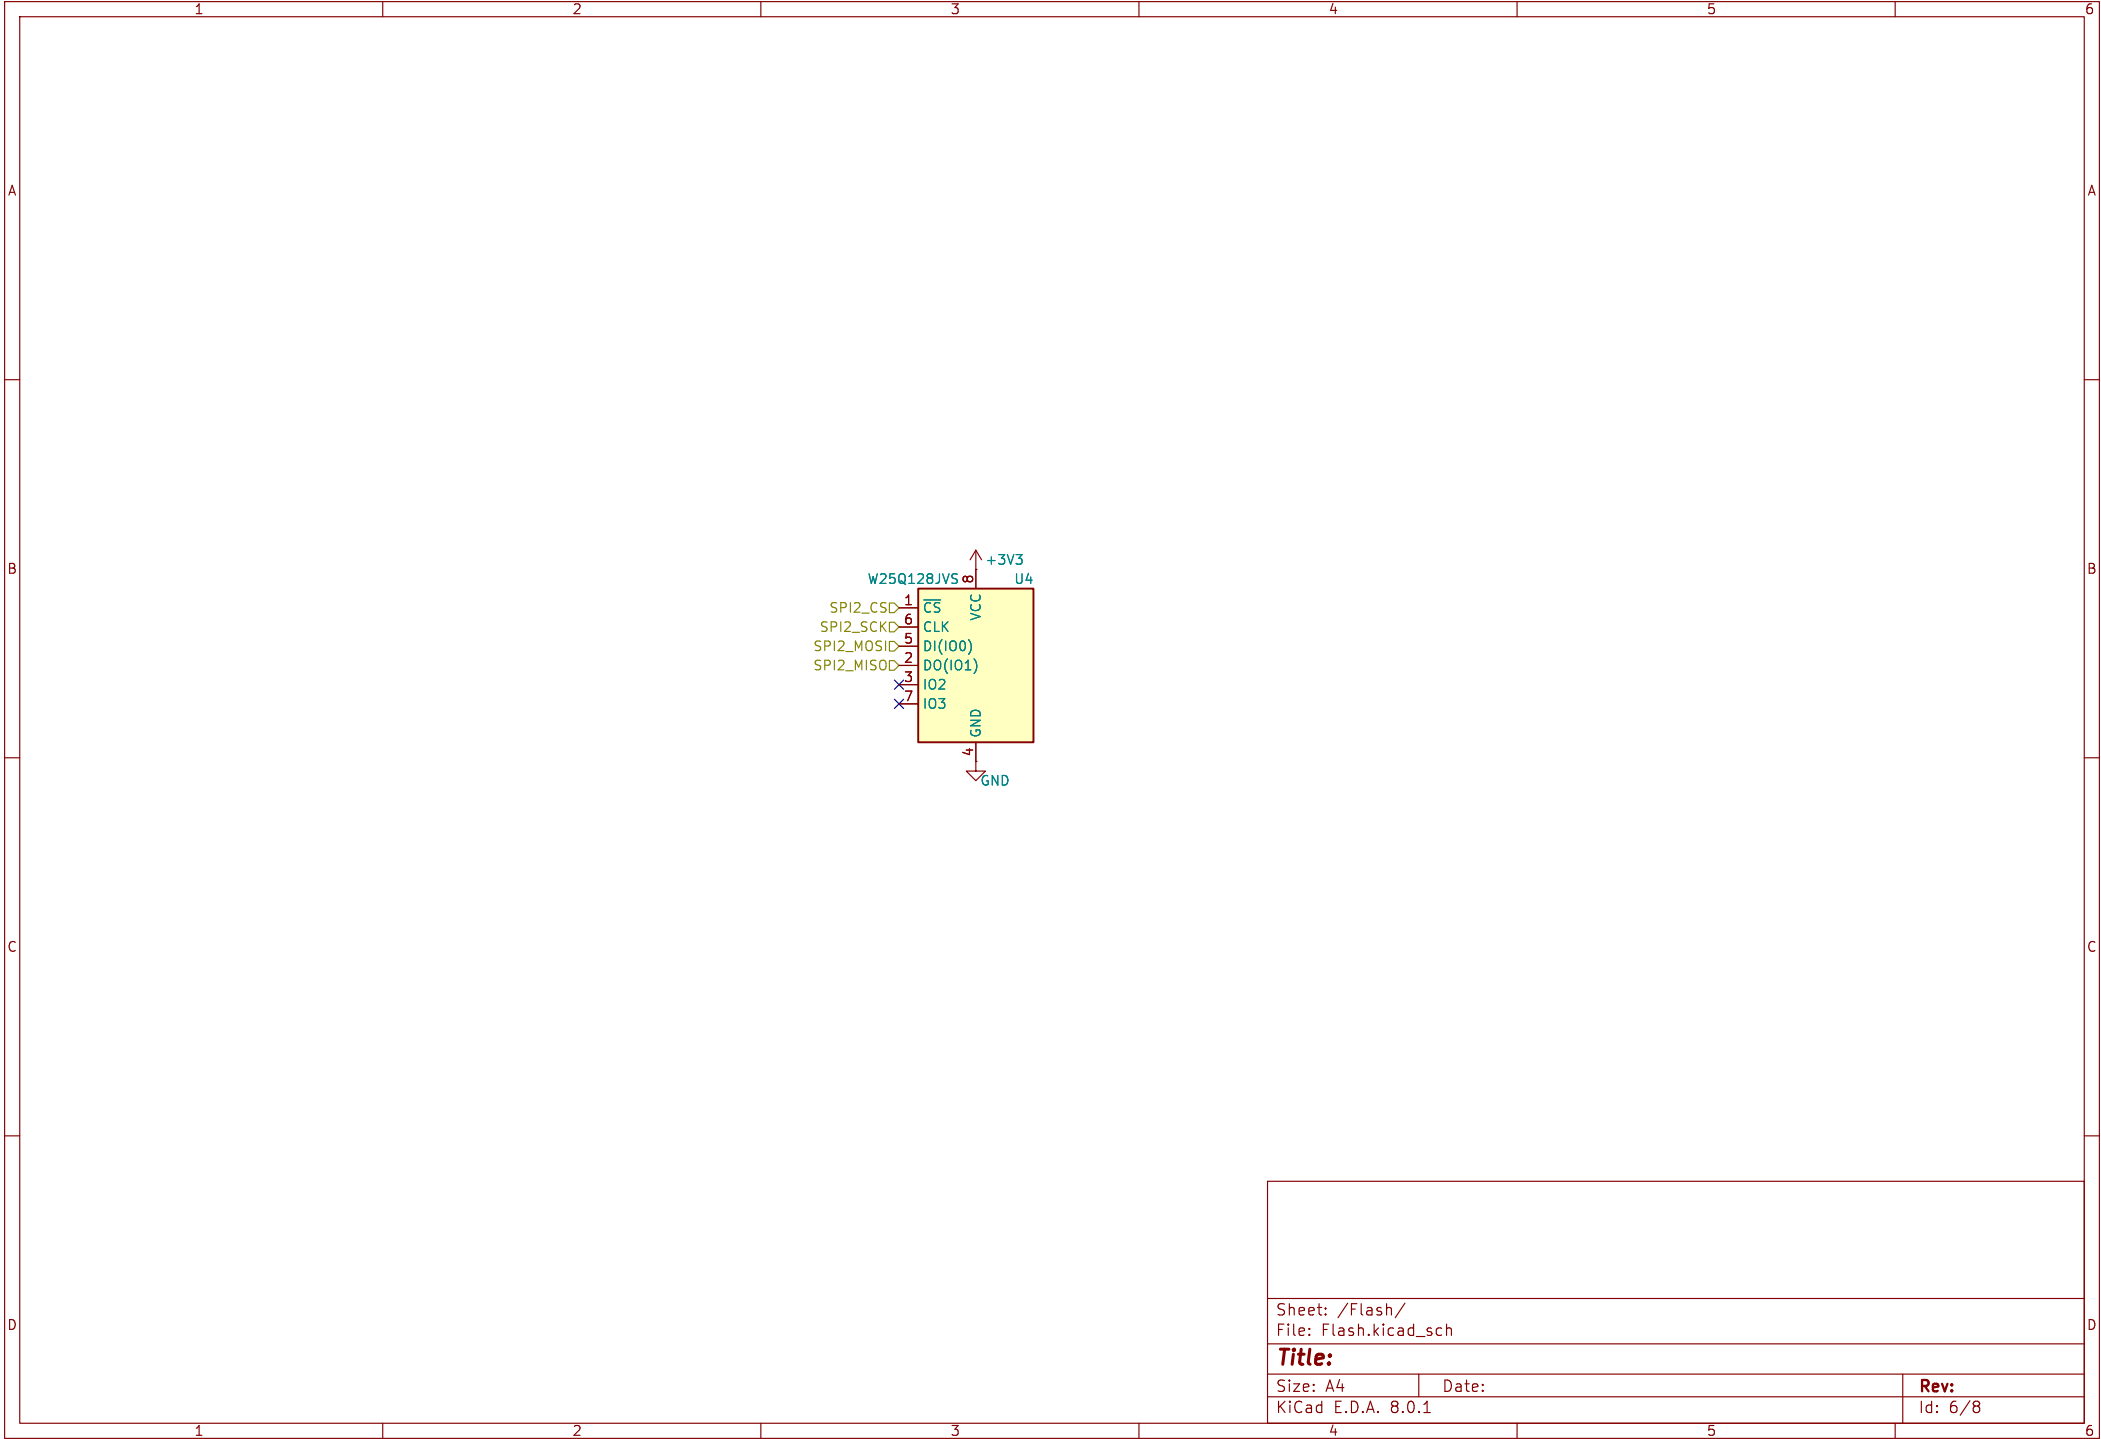 1 2 3 4 5 6
A A
+3V3
B B
W25Q128JVS 8 U4
SPI2_CS 1 CS VCC
SPI2_SCK 6 CLK
SPI2_MOSI 5 DI(IO0)
SPI2_MISO 2 DO(IO1)
3 IO2
7 IO3
GND
4
GND
C C
Sheet: /Flash/
D D
File: Flash.kicad_sch
Title:
Size: A4 Date: Rev:
KiCad E.D.A. 8.0.1 Id: 6/8
1 2 3 4 5 6